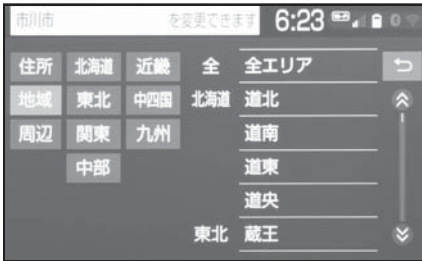 市川市 を変更できます 6:23
住所 北海道 近畿 全 全エリア
地域 東北 中四国 北海道 道北
周辺 関東 九州 道南
中部 道東
道央
東北 蔵王